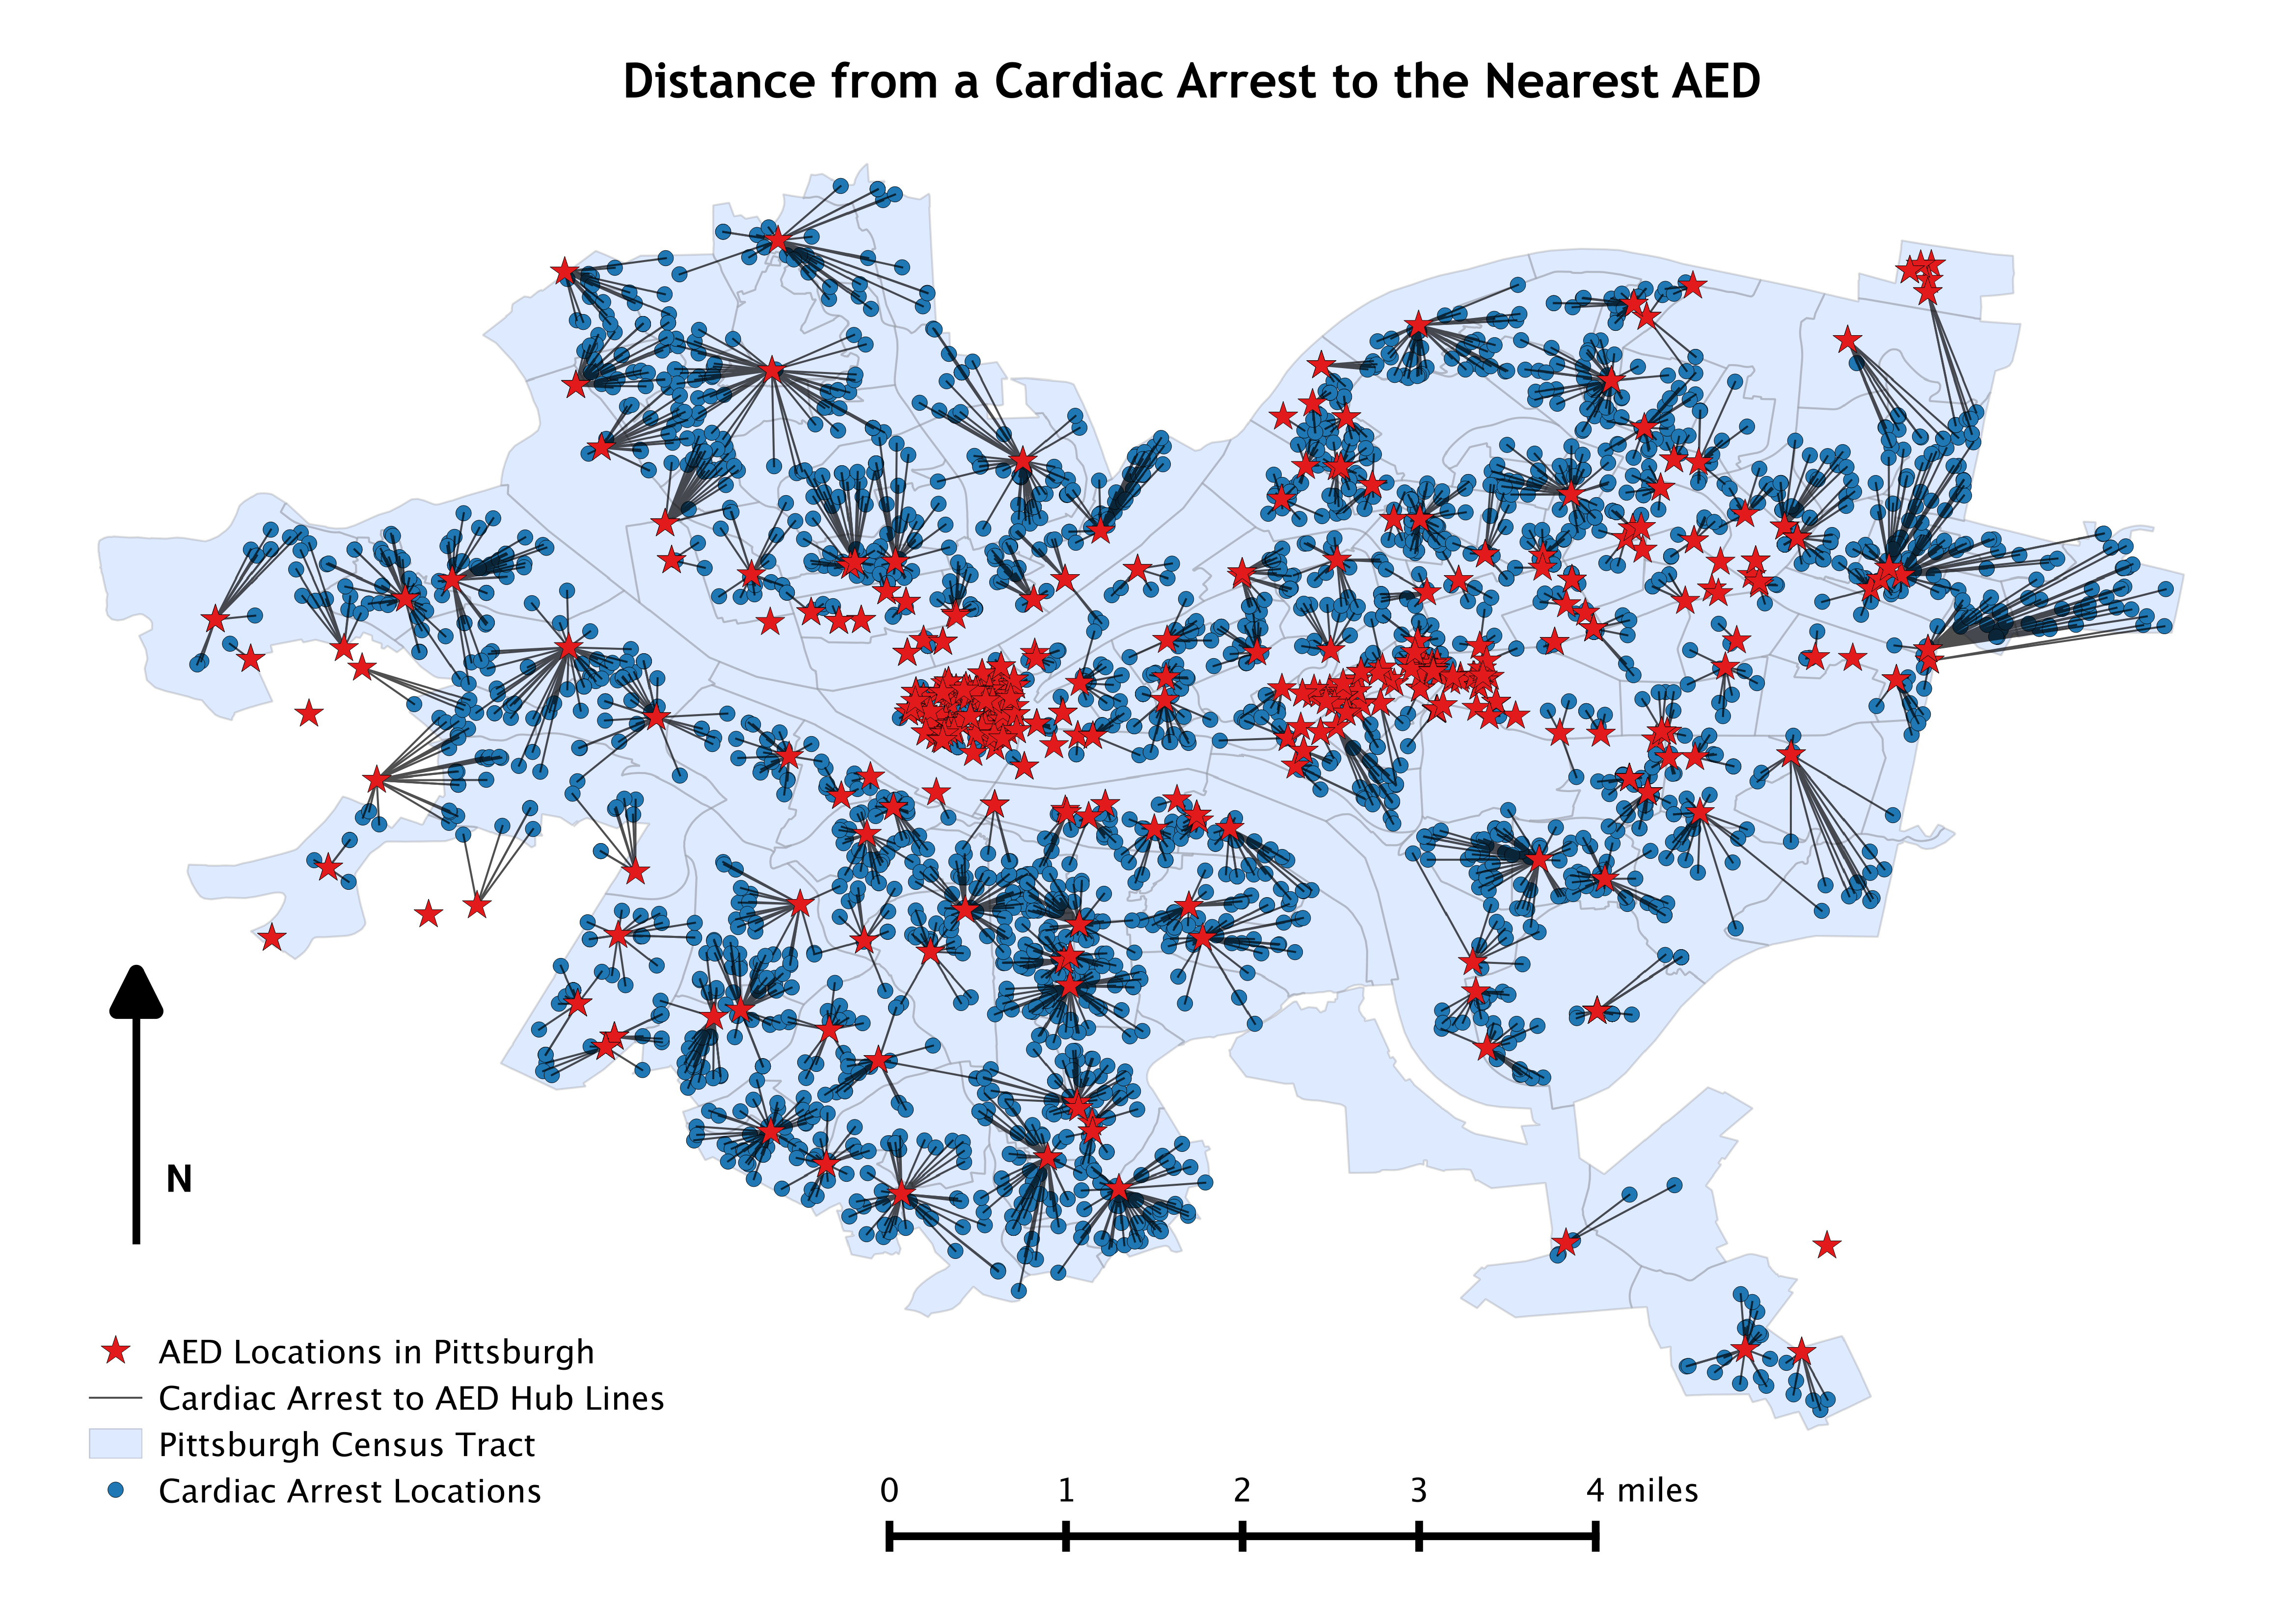 Distance from a Cardiac Arrest to the Nearest AED
N
AED Locations in Pittsburgh
Cardiac Arrest to AED Hub Lines
Pittsburgh Census Tract
Cardiac Arrest Locations
0 1 2 3 4 miles